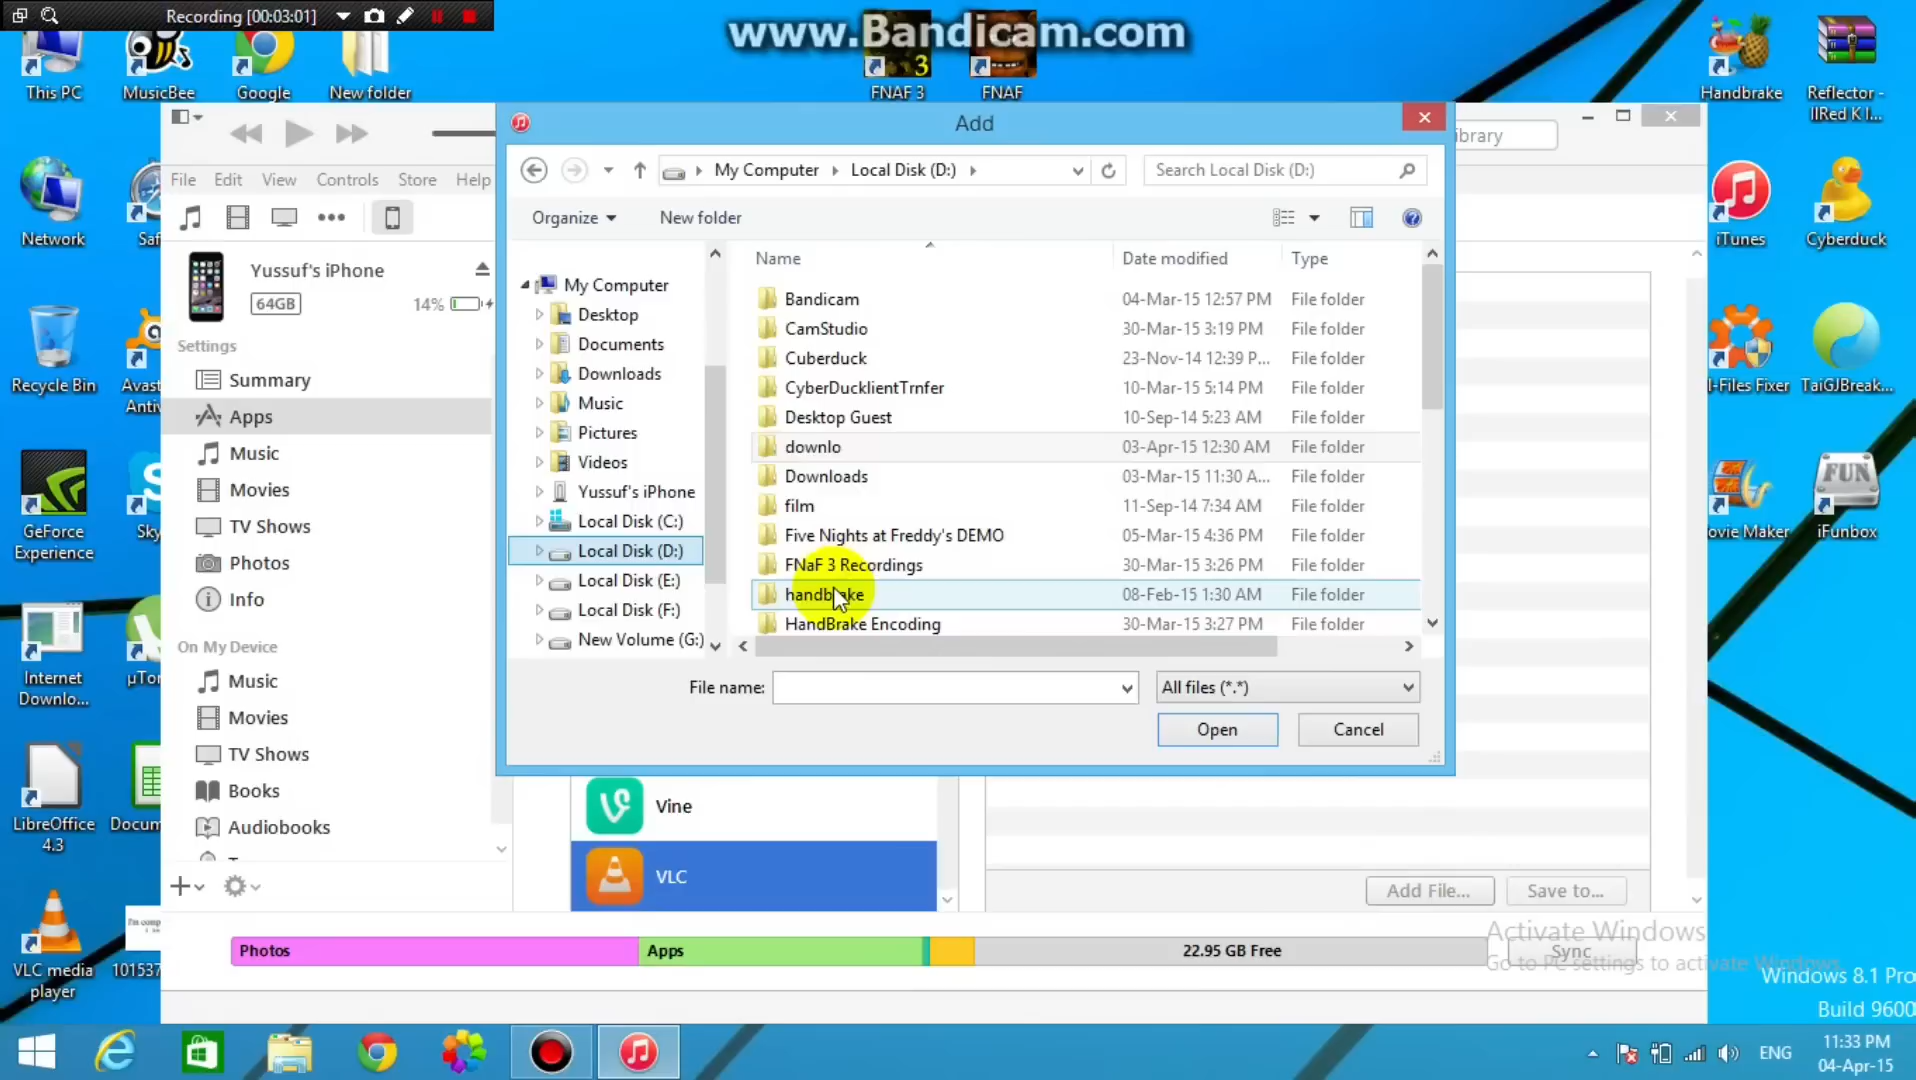 Recording [00:03:01]
www.Bandicam.com
This PC
MusicBee
Google
New folder
FNAF 3
FNAF
Handbrake
Reflector -
IIRed K I...
Network
Saf
iTunes
Cyberduck
Recycle Bin
Avast
Antiv
I-Files Fixer
TaiGJBreak...
GeForce
Experience
Sky
ovie Maker
iFunbox
Internet
Downlo...
µTor
LibreOffice
4.3
Docum
VLC media
player
101537
I'm comp
File Edit View Controls Store Help
ibrary
Yussuf's iPhone
64GB
14%
Settings
Summary
Apps
Music
Movies
TV Shows
Photos
Info
On My Device
Music
Movies
TV Shows
Books
Audiobooks
Add
My Computer
Local Disk (D:)
Search Local Disk (D:)
Organize
New folder
My Computer
Desktop
Documents
Downloads
Music
Pictures
Videos
Yussuf's iPhone
Local Disk (C:)
Local Disk (D:)
Local Disk (E:)
Local Disk (F:)
New Volume (G:)
Name Date modified Type
Bandicam 04-Mar-15 12:57 PM File folder
CamStudio 30-Mar-15 3:19 PM File folder
Cuberduck 23-Nov-14 12:39 P... File folder
CyberDucklientTrnfer 10-Mar-15 5:14 PM File folder
Desktop Guest 10-Sep-14 5:23 AM File folder
downlo 03-Apr-15 12:30 AM File folder
Downloads 03-Mar-15 11:30 A... File folder
film 11-Sep-14 7:34 AM File folder
Five Nights at Freddy's DEMO 05-Mar-15 4:36 PM File folder
FNaF 3 Recordings 30-Mar-15 3:26 PM File folder
handbrake 08-Feb-15 1:30 AM File folder
HandBrake Encoding 30-Mar-15 3:27 PM File folder
File name:
All files (*.*)
Open
Cancel
Vine
VLC
Add File...
Save to...
Photos
Apps
22.95 GB Free
Sync
Activate Windows
Go to PC settings to activate Windows.
Windows 8.1 Pro
Build 9600
ENG
11:33 PM
04-Apr-15